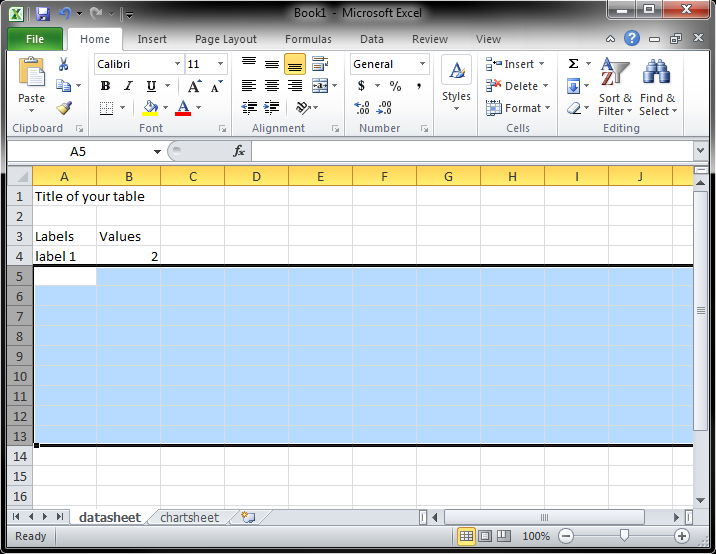 Book1 - Microsoft Excel
File Home Insert Page Layout Formulas Data Review View
Calibri 11 General Insert Σ
Paste B I U A A $ % , Styles Delete Sort & Find &
A .00 .0 Format Filter Select
Clipboard Font Alignment Number Cells Editing
A5 fx
A B C D E F G H I J
1 Title of your table
2
3 Labels Values
4 label 1 2
5
6
7
8
9
10
11
12
13
14
15
16
datasheet chartsheet
Ready 100%